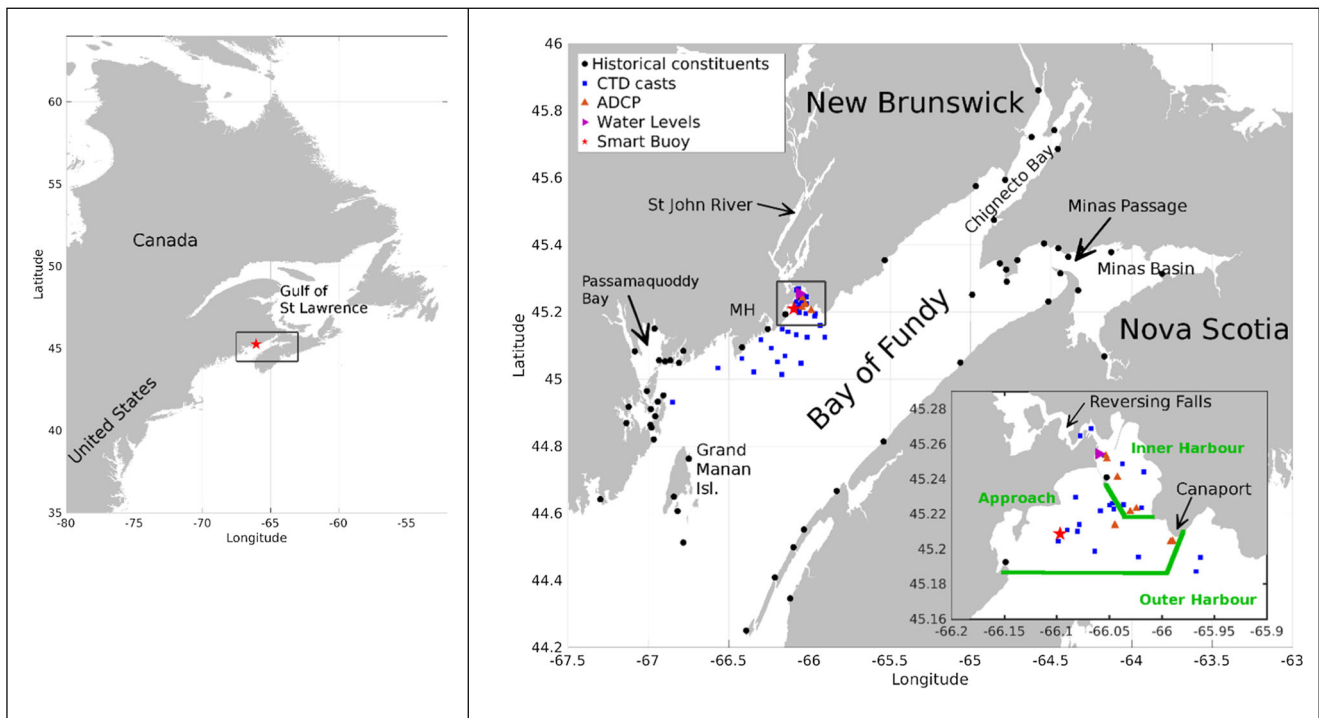 60
55
50
45
40
35
Latitude
-80
-75
-70
-65
-60
-55
Longitude
Canada
Gulf of
St Lawrence
United States
46
45.8
45.6
45.4
45.2
45
44.8
44.6
44.4
44.2
Latitude
-67.5
-67
-66.5
-66
-65.5
-65
-64.5
-64
-63.5
-63
Longitude
Historical constituents
CTD casts
ADCP
Water Levels
Smart Buoy
New Brunswick
St John River
Chignecto Bay
Minas Passage
Minas Basin
Passamaquoddy
Bay
MH
Bay of Fundy
Nova Scotia
Grand
Manan
Isl.
45.28
45.26
45.24
45.22
45.2
45.18
45.16
-66.2
-66.15
-66.1
-66.05
-66
-65.95
-65.9
Reversing Falls
Inner Harbour
Approach
Canaport
Outer Harbour